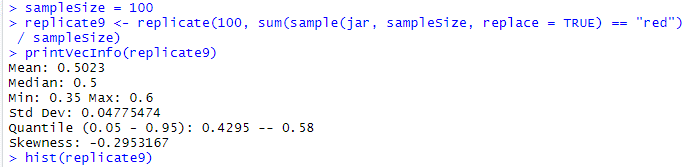 > sampleSize = 100
> replicate9 <- replicate(100, sum(sample(jar, sampleSize, replace = TRUE) == "red")
 / sampleSize)
> printVecInfo(replicate9)
Mean: 0.5023
Median: 0.5
Min: 0.35 Max: 0.6
Std Dev: 0.04775474
Quantile (0.05 - 0.95): 0.4295 -- 0.58
Skewness: -0.2953167
> hist(replicate9)